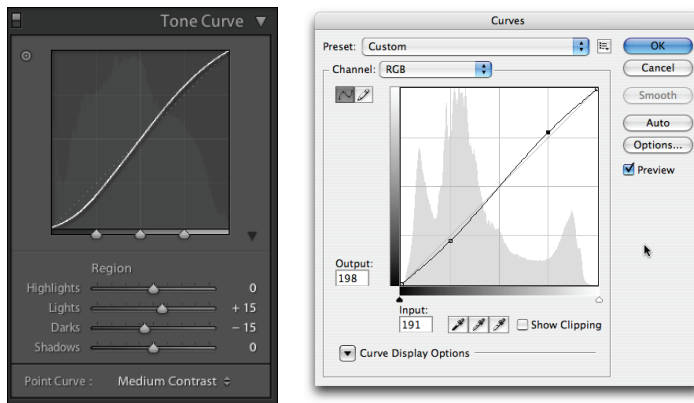 Tone Curve
Region
Highlights 0
Lights + 15
Darks – 15
Shadows 0
Point Curve : Medium Contrast
Curves
Preset: Custom
OK
Channel: RGB
Cancel
Smooth
Auto
Options...
Preview
Output:
198
Input:
191
Show Clipping
Curve Display Options